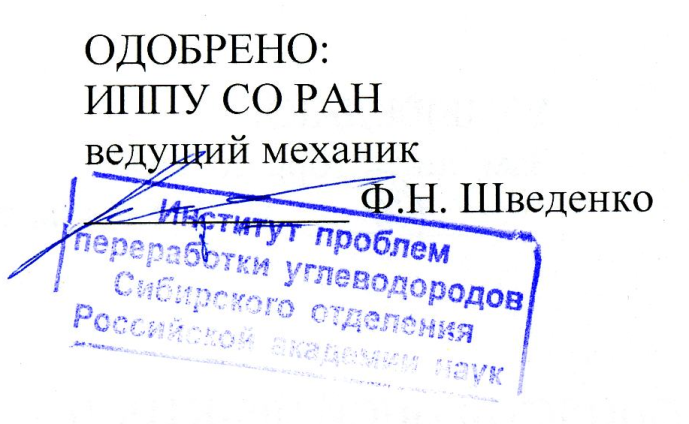 ОДОБРЕНО:
ИППУ СО РАН
ведущий механик
Ф.Н. Шведенко
Институт проблем
переработки углеводородов
Сибирского отделения
Российской академии наук